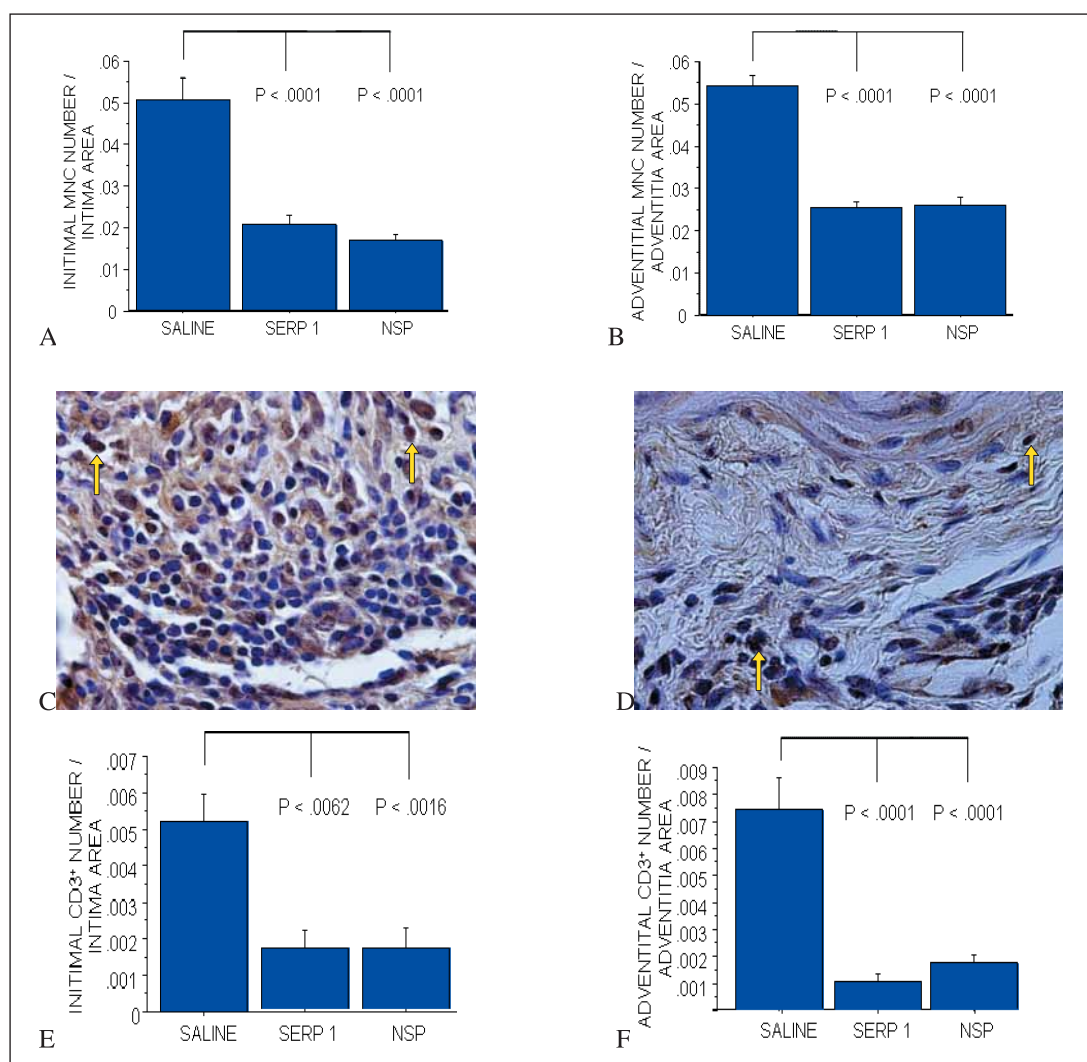 .06
.05
.04
.03
.02
.01
0
INITIMAL MNC NUMBER /
INTIMA AREA
P < .0001
P < .0001
SALINE
SERP 1
NSP
A
.06
.05
.04
.03
.02
.01
0
ADVENTITIAL MNC NUMBER /
ADVENTITIA AREA
P < .0001
P < .0001
SALINE
SERP 1
NSP
B
C
D
.007
.006
.005
.004
.003
.002
.001
0
INITIMAL CD3+ NUMBER /
INTIMA AREA
P < .0062
P < .0016
SALINE
SERP 1
NSP
E
.009
.008
.007
.006
.005
.004
.003
.002
.001
ADVENTITAL CD3+ NUMBER /
ADVENTITIA AREA
P < .0001
P < .0001
SALINE
SERP 1
NSP
F